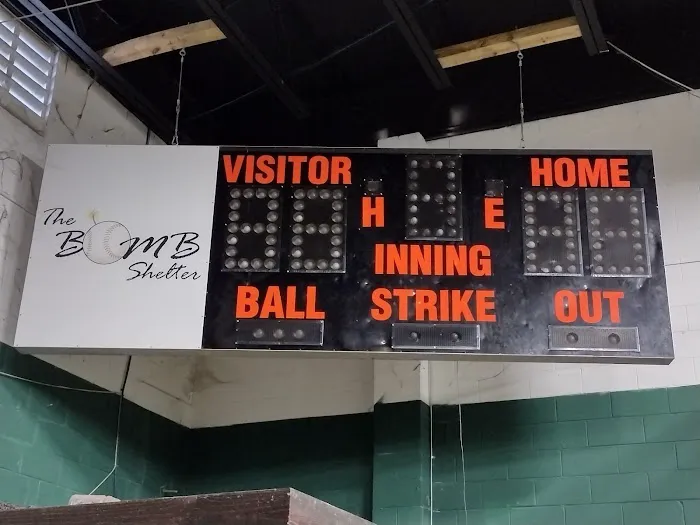 The
BOMB
Shelter
VISITOR
HOME
H
E
INNING
BALL STRIKE OUT